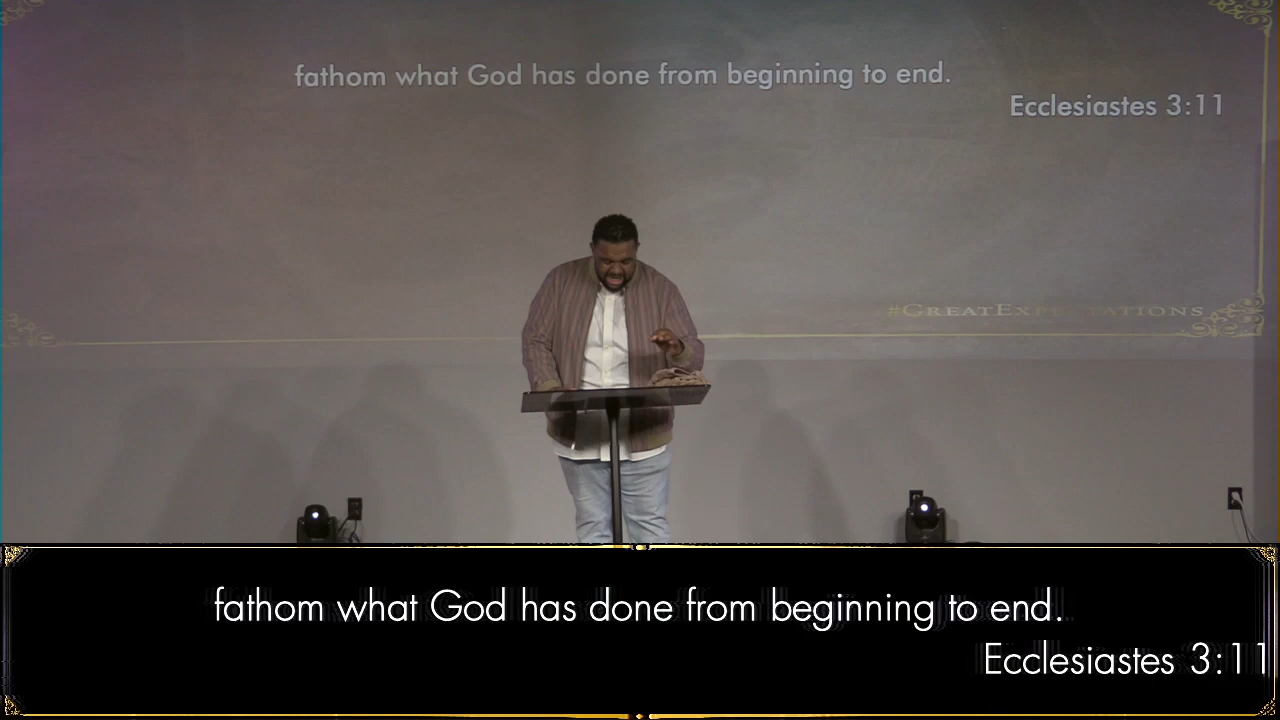 fathom what God has done from beginning to end.
Ecclesiastes 3:11
#GreatExpectations
fathom what God has done from beginning to end.
Ecclesiastes 3:11